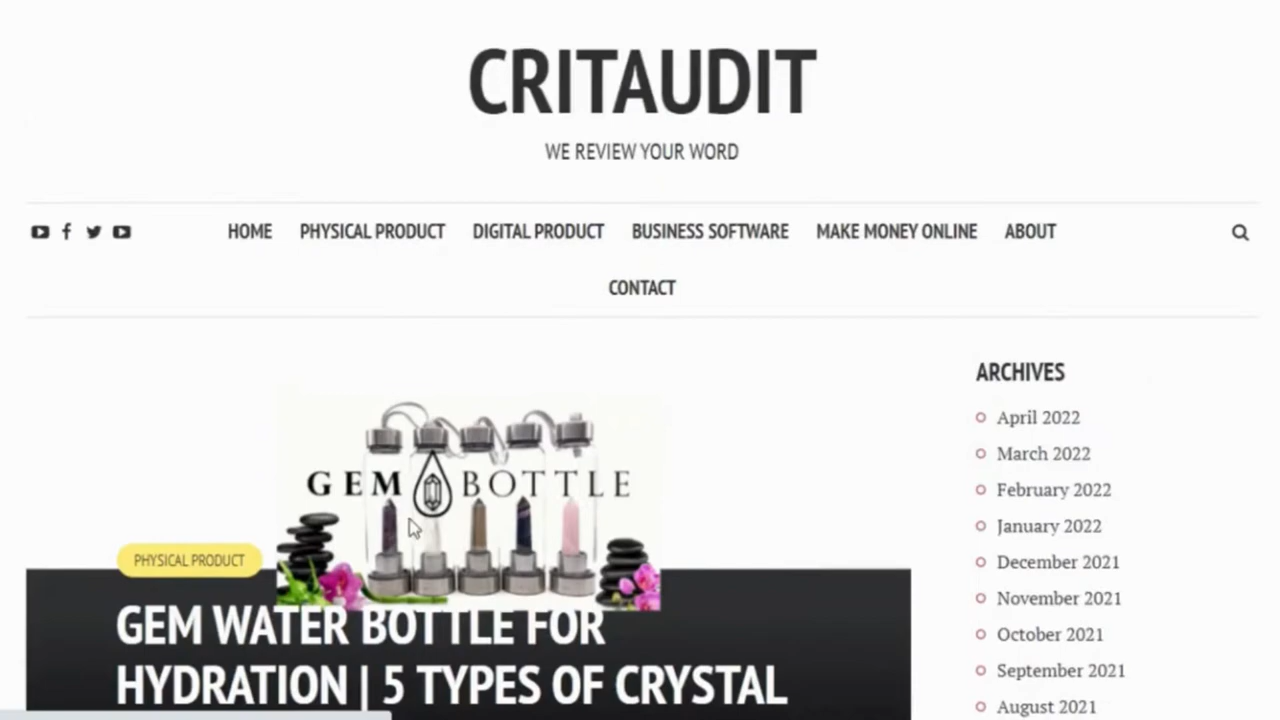 CRITAUDIT
WE REVIEW YOUR WORD
HOME PHYSICAL PRODUCT DIGITAL PRODUCT BUSINESS SOFTWARE MAKE MONEY ONLINE ABOUT
CONTACT
GEM BOTTLE
PHYSICAL PRODUCT
GEM WATER BOTTLE FOR
HYDRATION | 5 TYPES OF CRYSTAL
ARCHIVES
April 2022
March 2022
February 2022
January 2022
December 2021
November 2021
October 2021
September 2021
August 2021